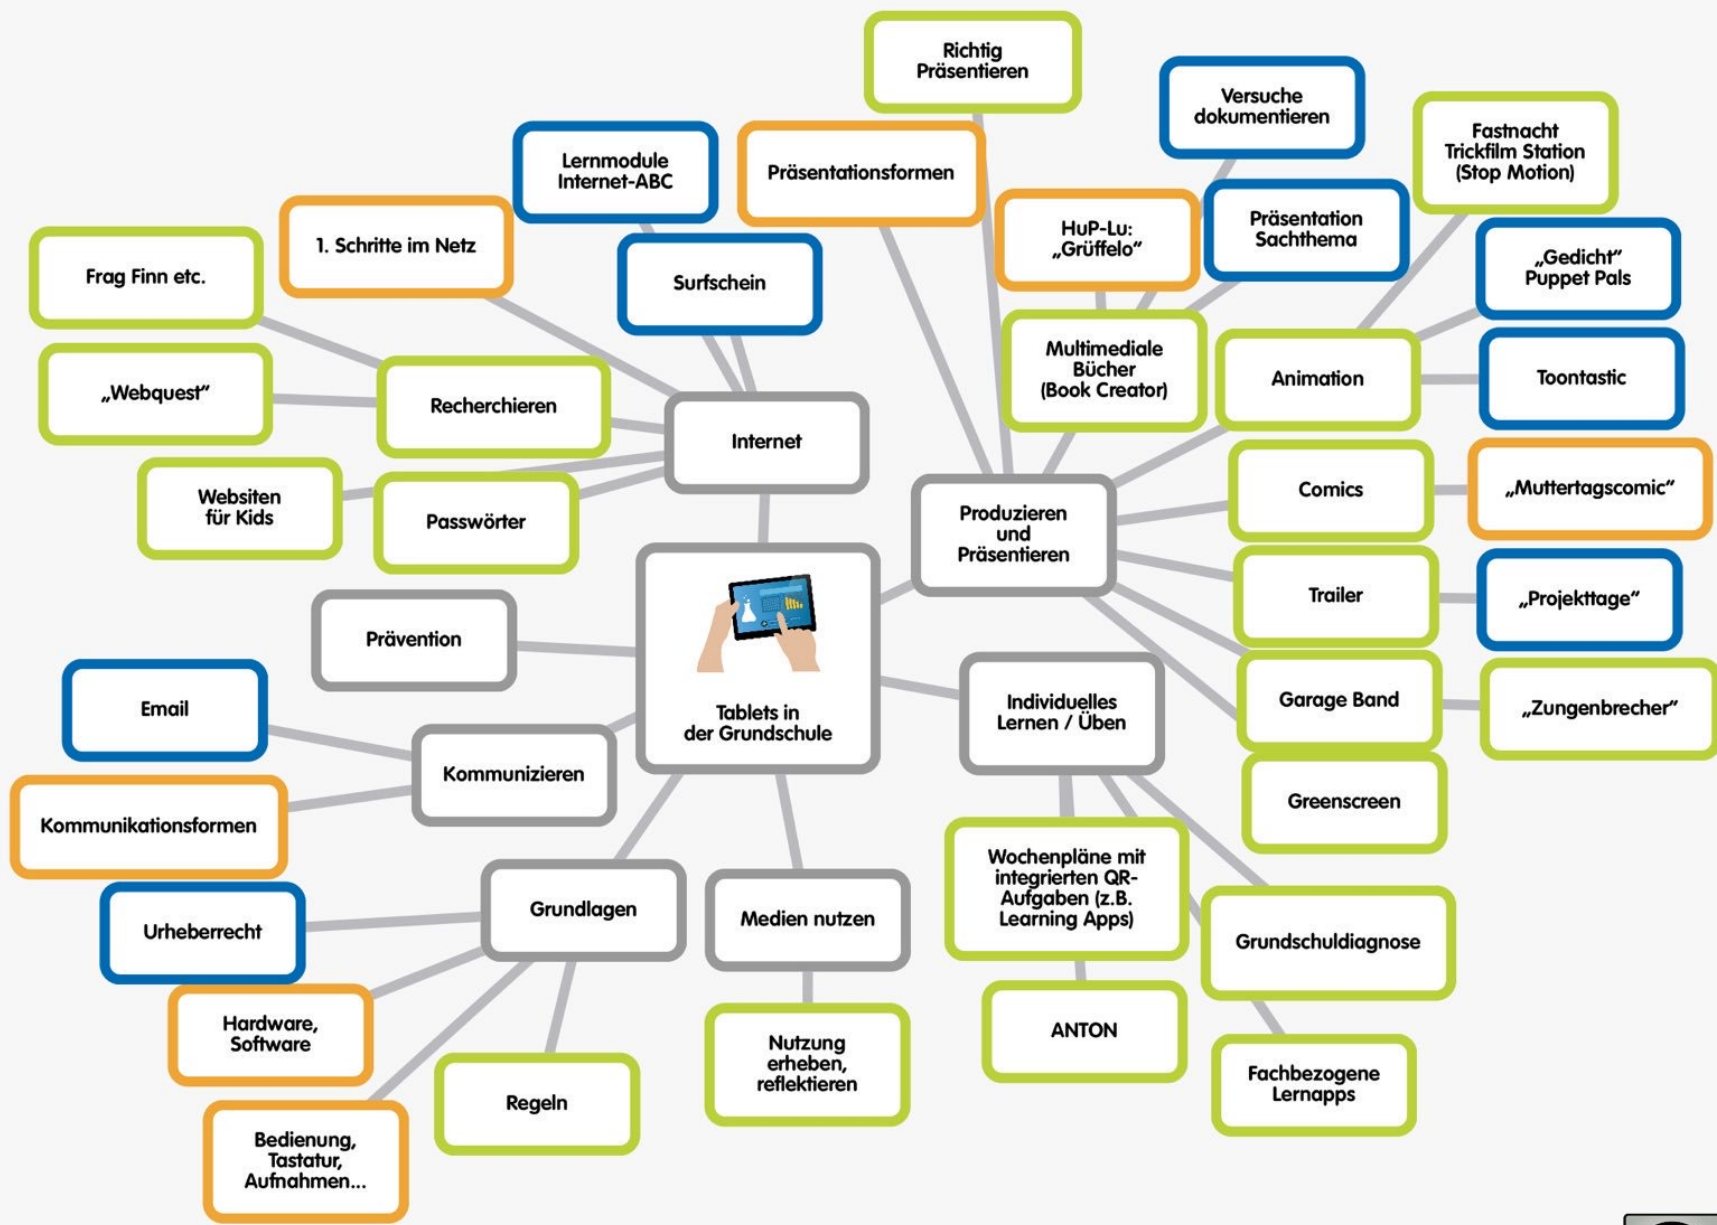 Richtig
Präsentieren
Versuche
dokumentieren
Fastnacht
Trickfilm Station
(Stop Motion)
Lernmodule
Internet-ABC
Präsentationsformen
1. Schritte im Netz
HuP-Lu:
„Grüffelo“
Präsentation
Sachthema
Frag Finn etc.
Surfschein
„Gedicht“
Puppet Pals
Multimediale
Bücher
(Book Creator)
Animation
Toontastic
„Webquest“
Recherchieren
Internet
Comics
„Muttertagscomic“
Websiten
für Kids
Passwörter
Produzieren
und
Präsentieren
Trailer
„Projekttage“
Prävention
Tablets in
der Grundschule
Individuelles
Lernen / Üben
Garage Band
„Zungenbrecher“
Email
Kommunizieren
Greenscreen
Kommunikationsformen
Wochenpläne mit
integrierten QR-
Aufgaben (z.B.
Learning Apps)
Grundlagen
Medien nutzen
Urheberrecht
Grundschuldiagnose
Hardware,
Software
Nutzung
erheben,
reflektieren
ANTON
Regeln
Fachbezogene
Lernapps
Bedienung,
Tastatur,
Aufnahmen...